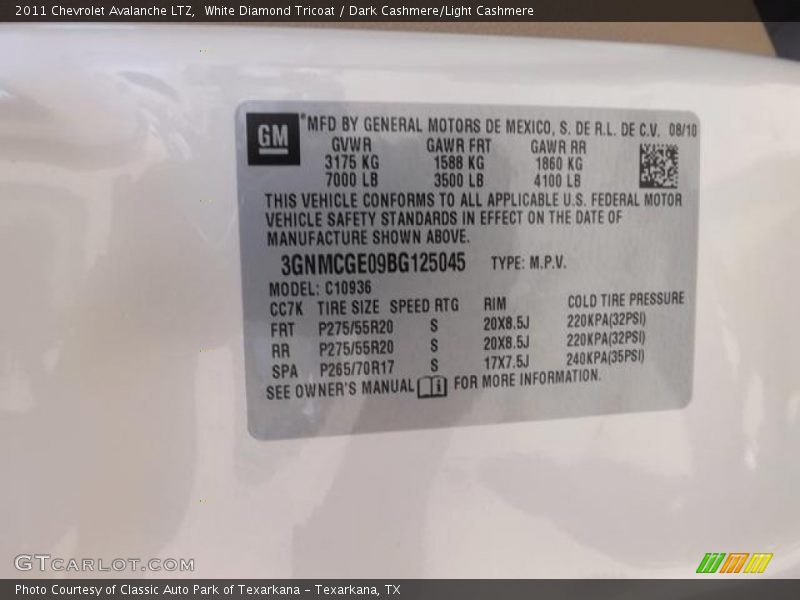 2011 Chevrolet Avalanche LTZ,  White Diamond Tricoat / Dark Cashmere/Light Cashmere
GM
*MFD BY GENERAL MOTORS DE MEXICO, S. DE R.L. DE C.V. 08/10
GVWR GAWR FRT GAWR RR
3175 KG 1588 KG 1860 KG
7000 LB 3500 LB 4100 LB
THIS VEHICLE CONFORMS TO ALL APPLICABLE U.S. FEDERAL MOTOR
VEHICLE SAFETY STANDARDS IN EFFECT ON THE DATE OF
MANUFACTURE SHOWN ABOVE.
3GNMCGE09BG125045 TYPE: M.P.V.
MODEL: C10936
CC7K TIRE SIZE SPEED RTG RIM COLD TIRE PRESSURE
FRT P275/55R20 S 20X8.5J 220KPA(32PSI)
RR P275/55R20 S 20X8.5J 220KPA(32PSI)
SPA P265/70R17 S 17X7.5J 240KPA(35PSI)
SEE OWNER'S MANUAL FOR MORE INFORMATION.
GTCARLOT.COM
Photo Courtesy of Classic Auto Park of Texarkana – Texarkana, TX